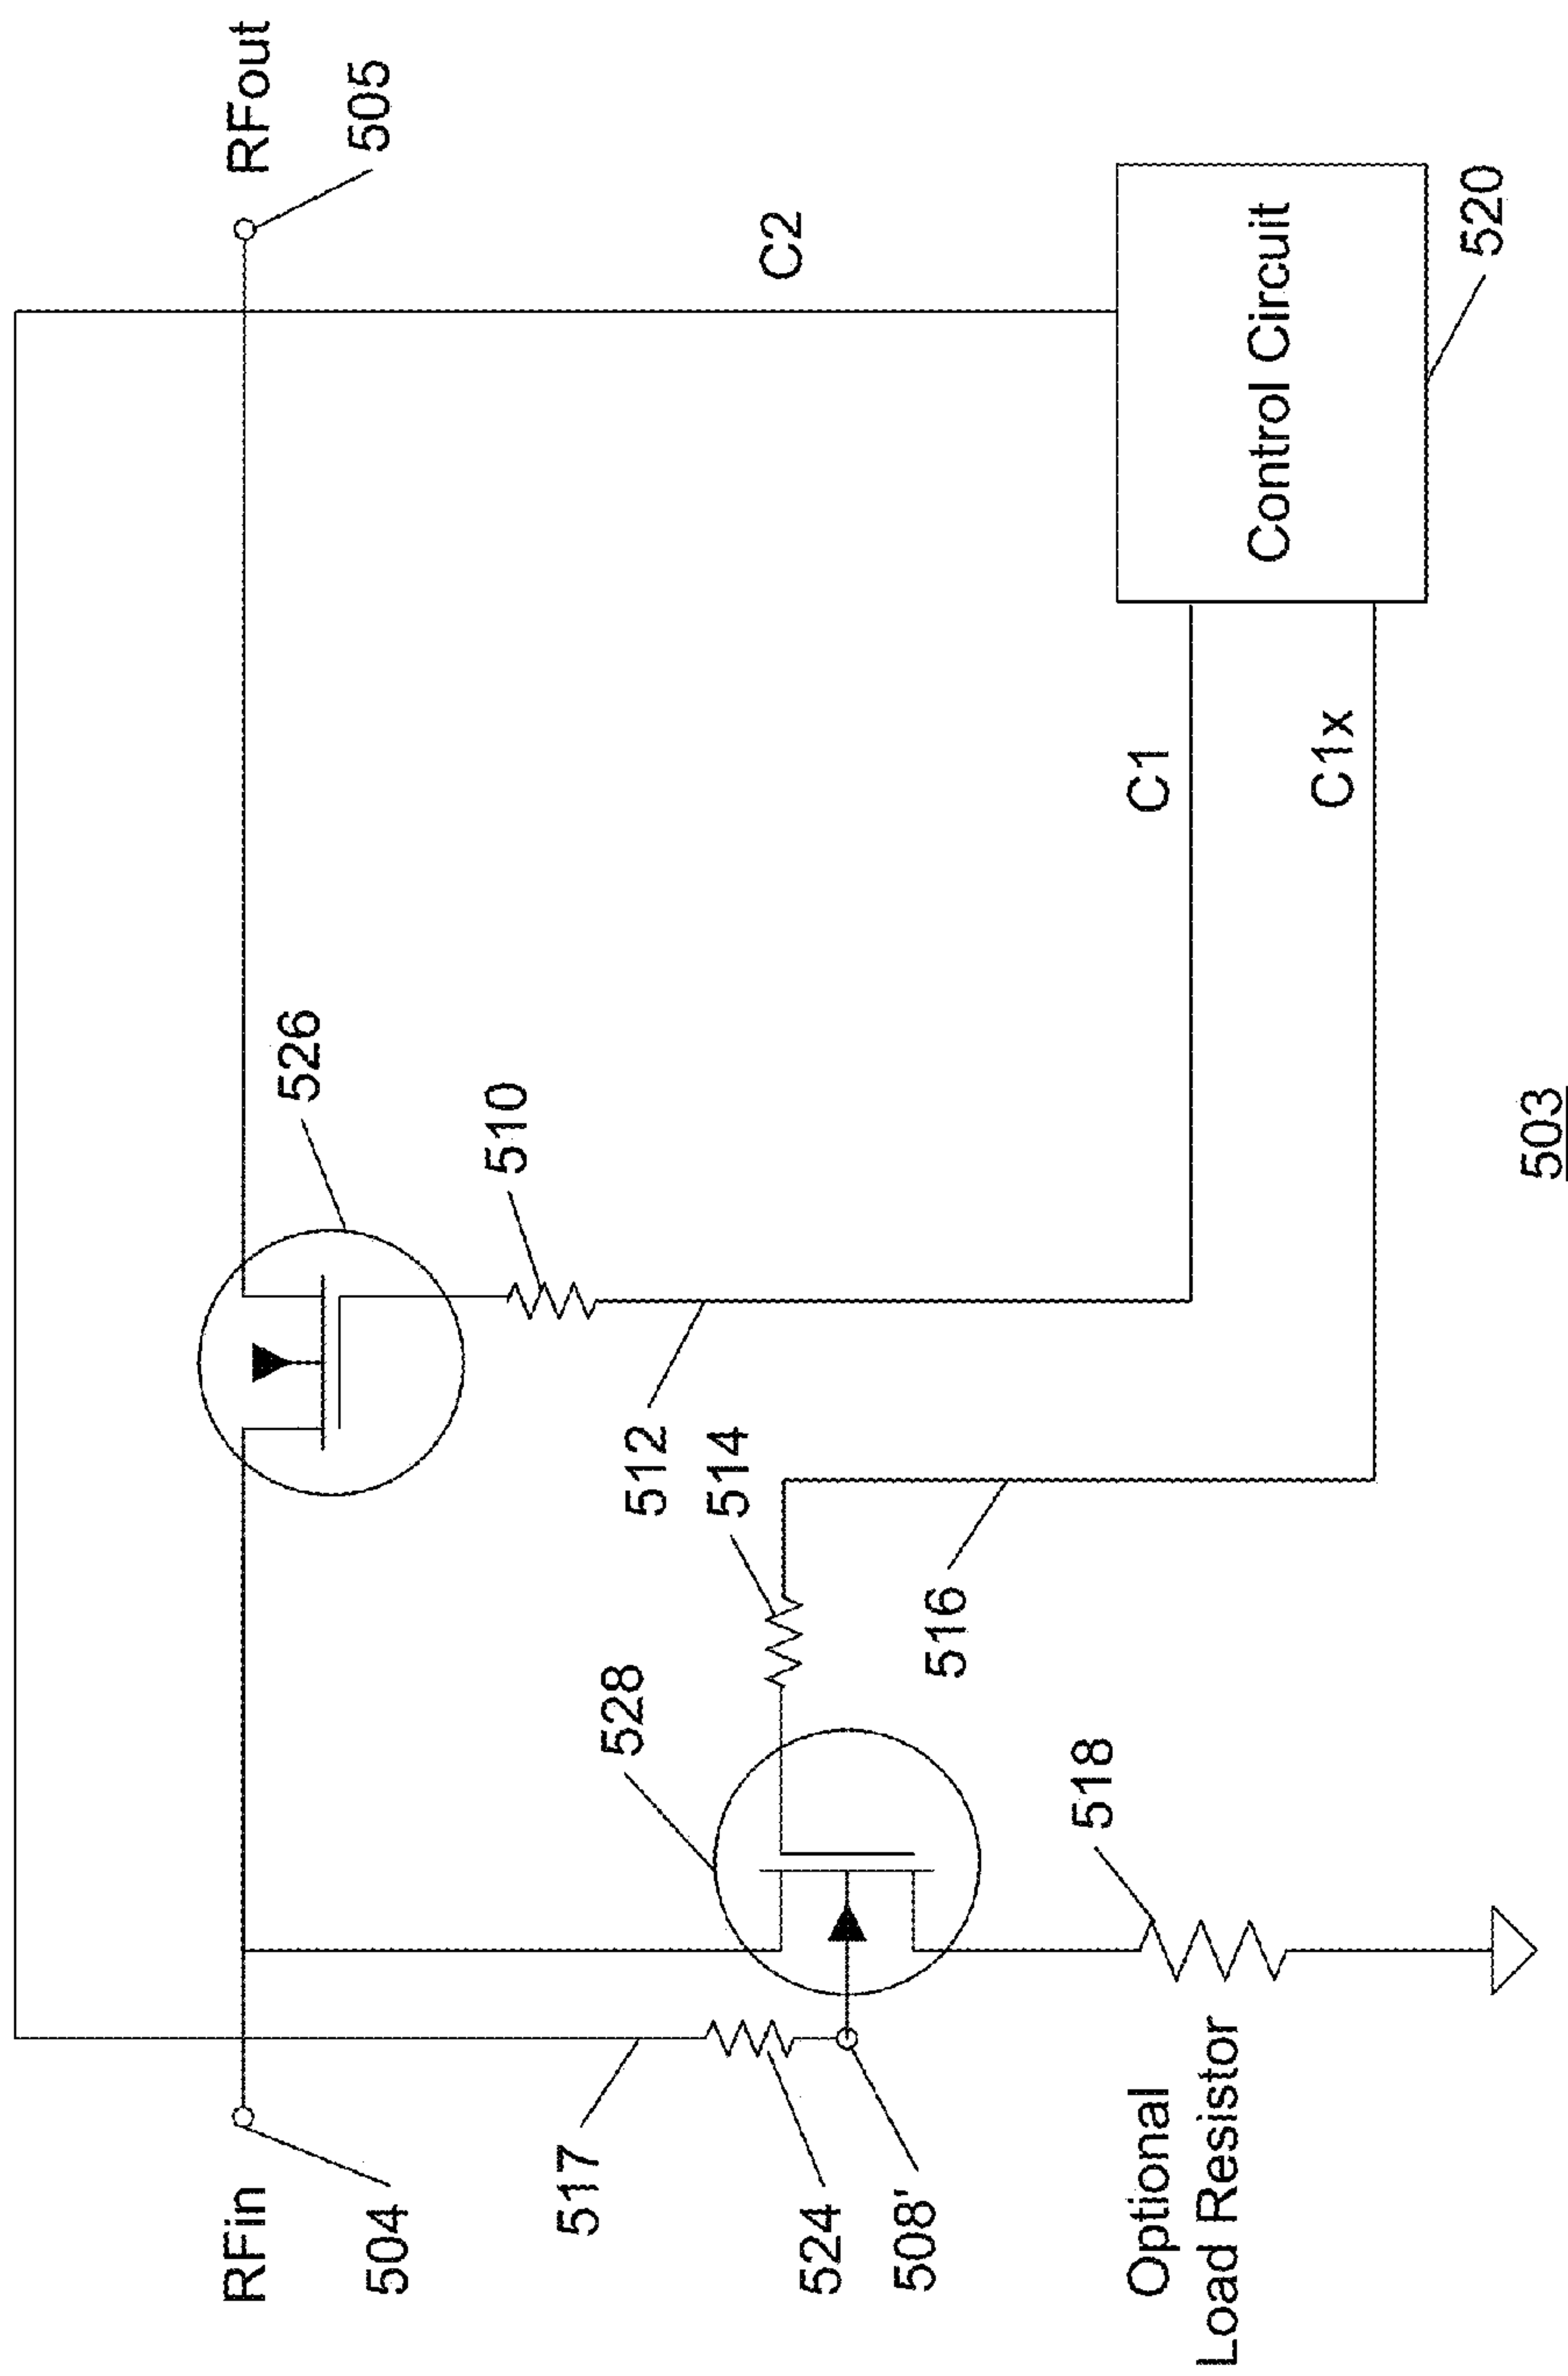 RFin
504
RFout
505
526
510
C2
517
512
514
528
524
508'
516
C1
C1x
518
Optional
Load Resistor
Control Circuit
520
503